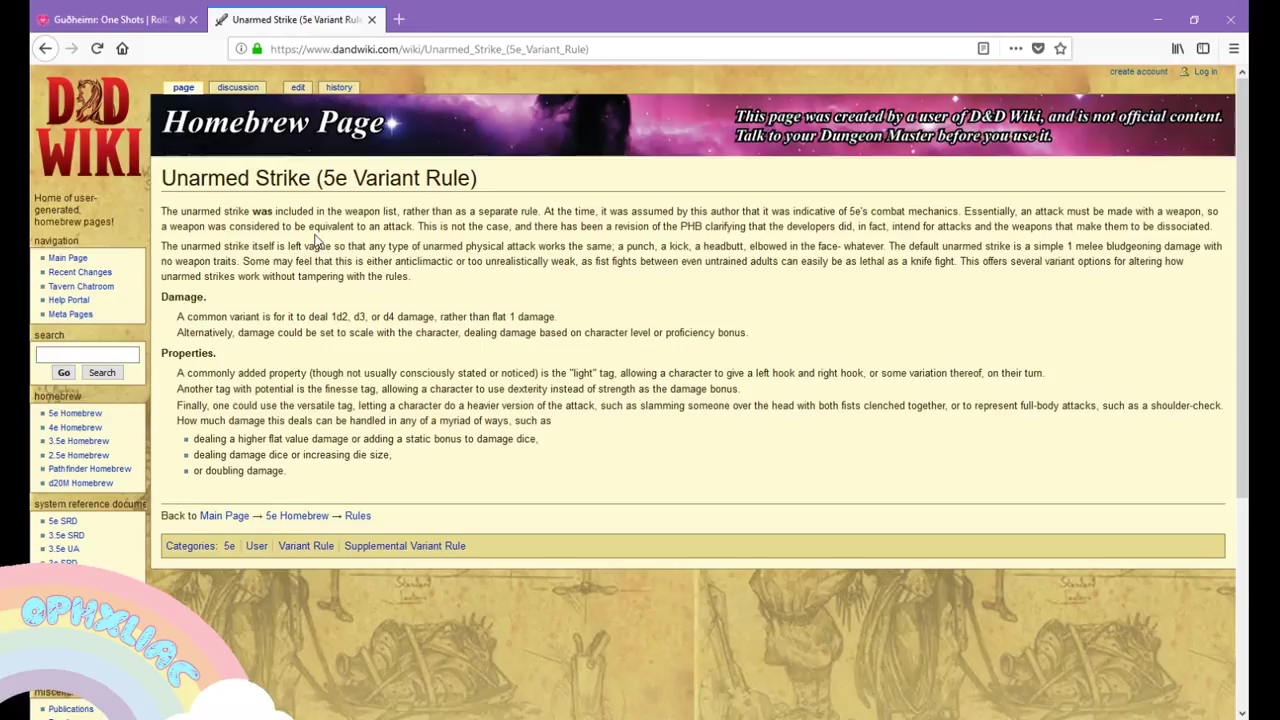 Guðheimr: One Shots | Roll
Unarmed Strike (5e Variant Rule
https://www.dandwiki.com/wiki/Unarmed_Strike_(5e_Variant_Rule)
create account
Log in
page
discussion
edit
history
D&D
WIKI
Homebrew Page
This page was created by a user of D&D Wiki, and is not official content.
Talk to your Dungeon Master before you use it.
Home of user-
generated,
homebrew pages!
navigation
Main Page
Recent Changes
Tavern Chatroom
Help Portal
Meta Pages
search
Go
Search
homebrew
5e Homebrew
4e Homebrew
3.5e Homebrew
2.5e Homebrew
Pathfinder Homebrew
d20M Homebrew
system reference docume
5e SRD
3.5e SRD
3.5e UA
Unarmed Strike (5e Variant Rule)
The unarmed strike was included in the weapon list, rather than as a separate rule. At the time, it was assumed by this author that it was indicative of 5e's combat mechanics. Essentially, an attack must be made with a weapon, so
a weapon was considered to be equivalent to an attack. This is not the case, and there has been a revision of the PHB clarifying that the developers did, in fact, intend for attacks and the weapons that make them to be dissociated.
The unarmed strike itself is left vague so that any type of unarmed physical attack works the same; a punch, a kick, a headbutt, elbowed in the face- whatever. The default unarmed strike is a simple 1 melee bludgeoning damage with
no weapon traits. Some may feel that this is either anticlimactic or too unrealistically weak, as fist fights between even untrained adults can easily be as lethal as a knife fight. This offers several variant options for altering how
unarmed strikes work without tampering with the rules.
Damage.
A common variant is for it to deal 1d2, d3, or d4 damage, rather than flat 1 damage.
Alternatively, damage could be set to scale with the character, dealing damage based on character level or proficiency bonus.
Properties.
A commonly added property (though not usually consciously stated or noticed) is the "light" tag, allowing a character to give a left hook and right hook, or some variation thereof, on their turn.
Another tag with potential is the finesse tag, allowing a character to use dexterity instead of strength as the damage bonus.
Finally, one could use the versatile tag, letting a character do a heavier version of the attack, such as slamming someone over the head with both fists clenched together, or to represent full-body attacks, such as a shoulder-check.
How much damage this deals can be handled in any of a myriad of ways, such as
dealing a higher flat value damage or adding a static bonus to damage dice,
dealing damage dice or increasing die size,
or doubling damage.
Back to Main Page → 5e Homebrew → Rules
Categories: 5e | User | Variant Rule | Supplemental Variant Rule
OPHXLIAC
Publications